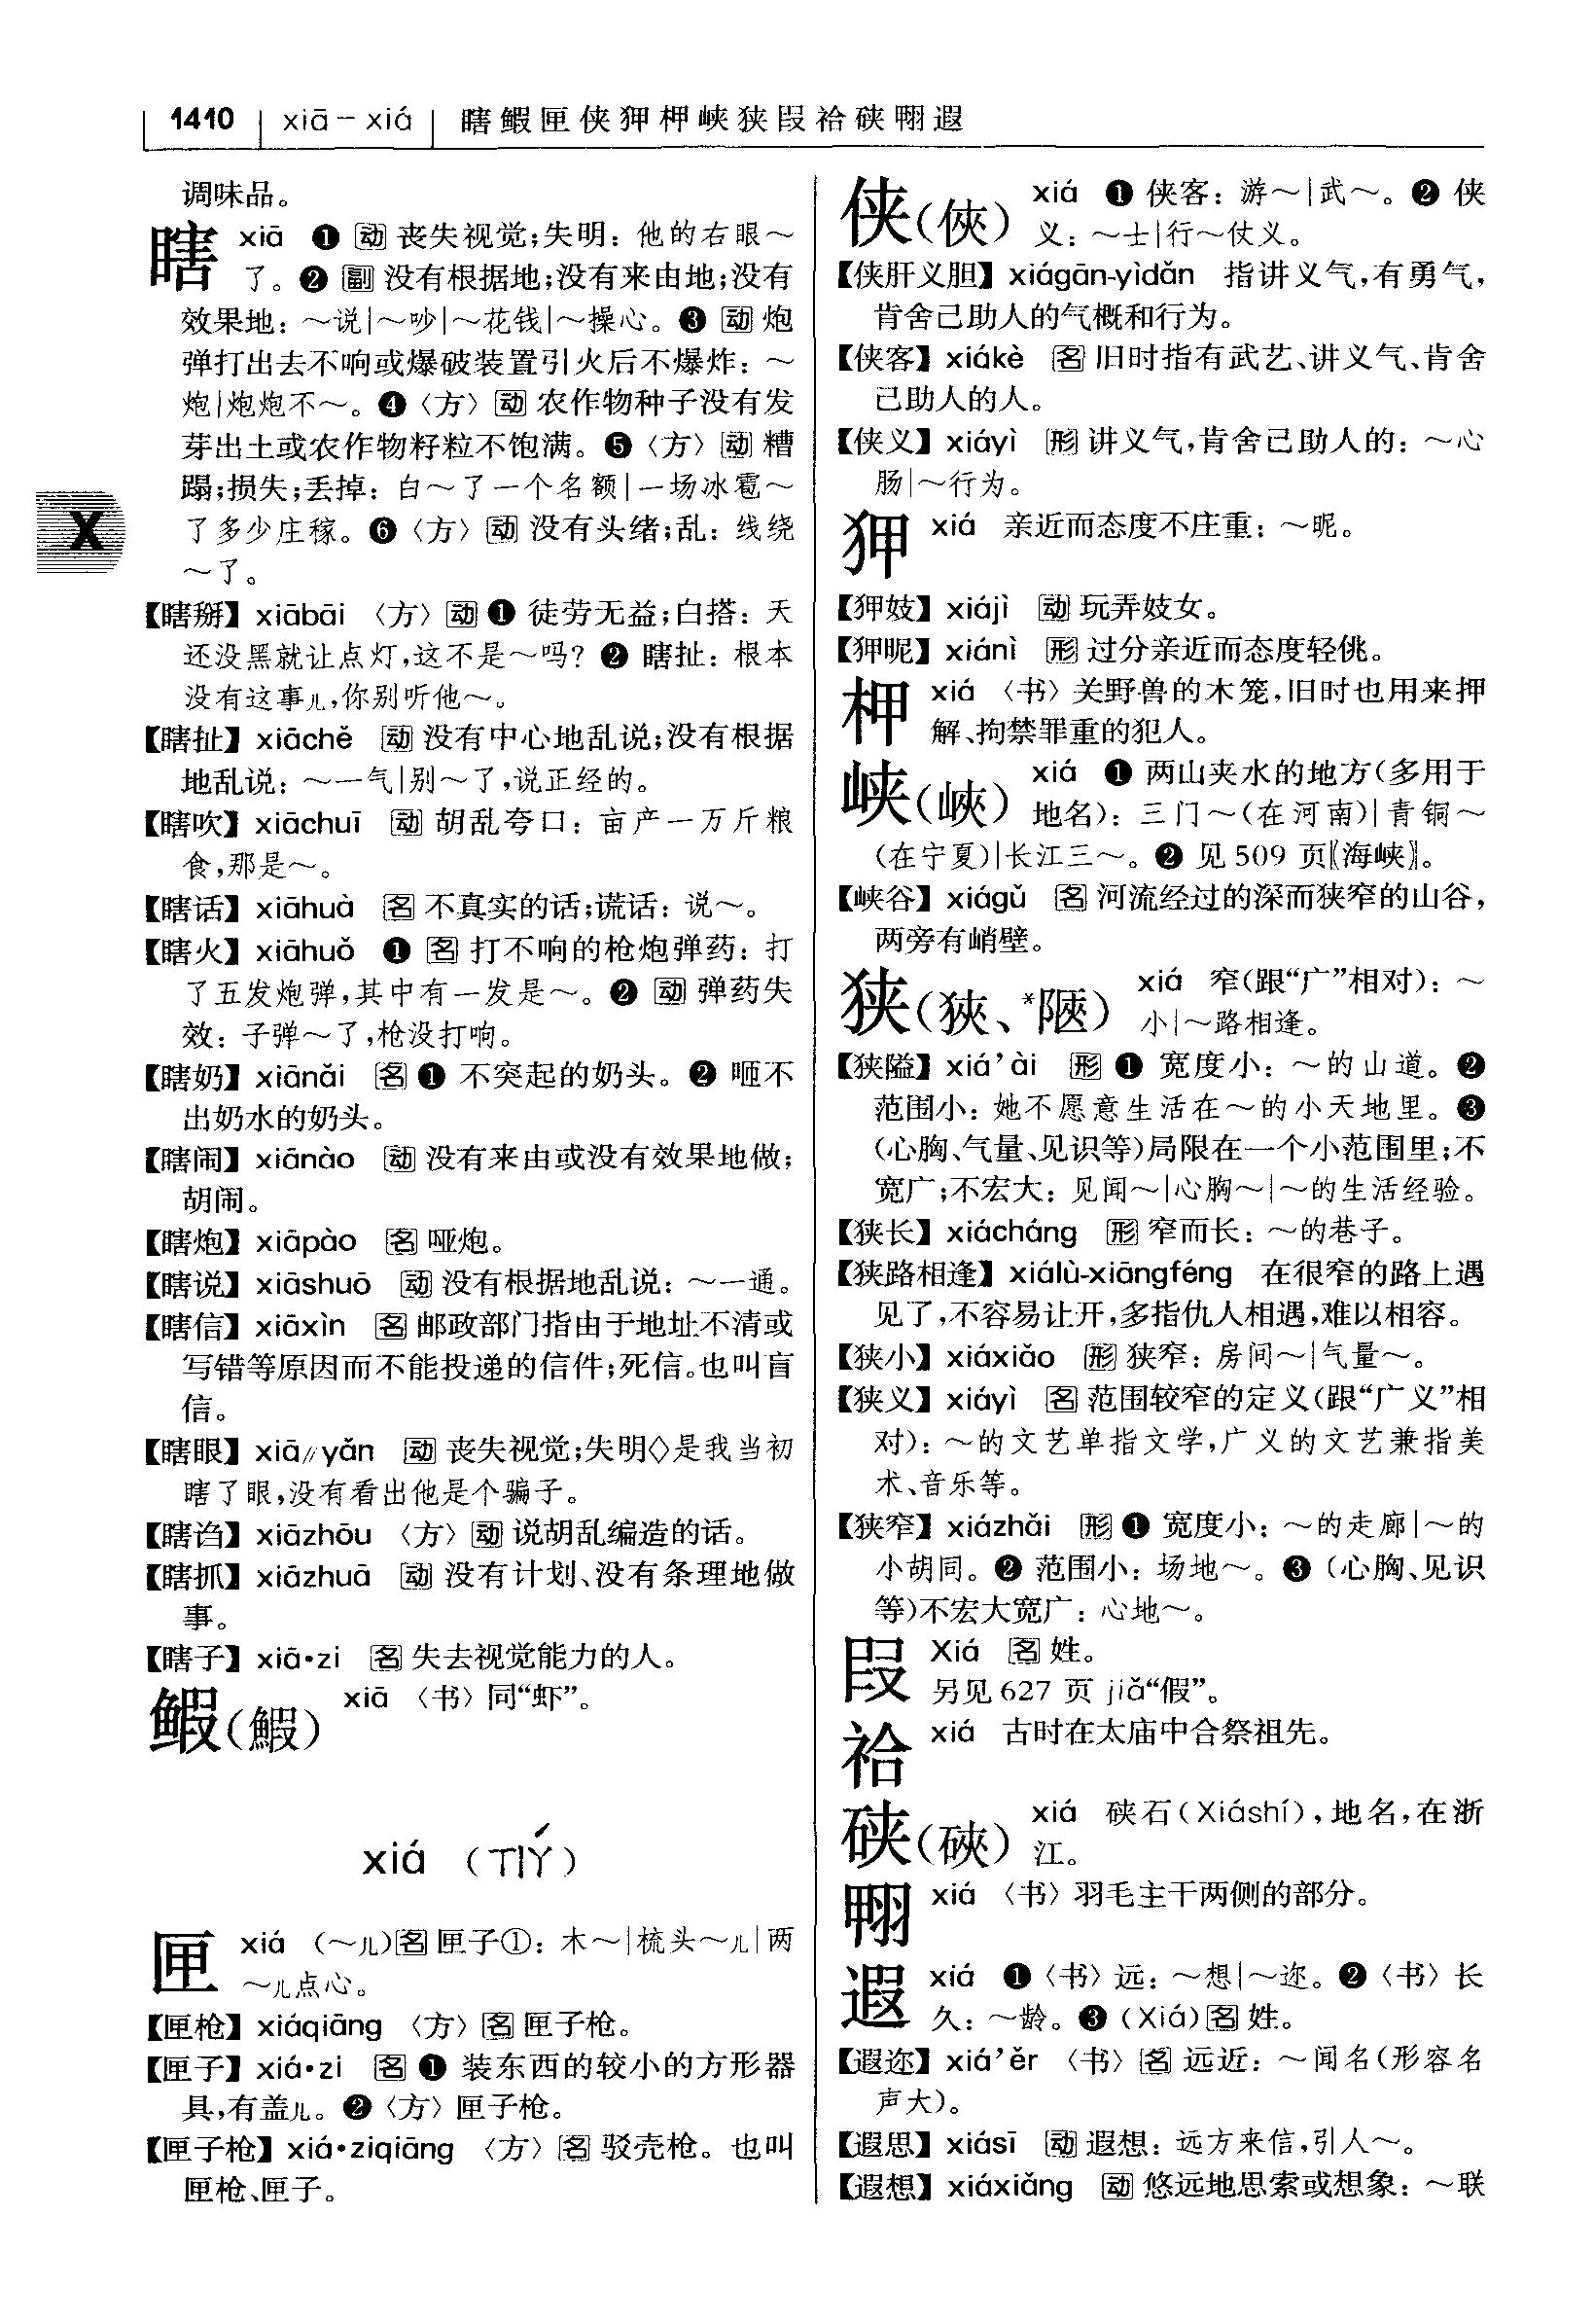 1410 xiā－xiá 瞎鰕匣侠狎柙峡狭叚祫硖翈遐
调味品。
瞎 xiā ❶ 动 丧失视觉;失明：他的右眼～
了。❷ 副 没有根据地;没有来由地;没有
效果地：～说|～吵|～花钱|～操心。❸ 动 炮
弹打出去不响或爆破装置引火后不爆炸：～
炮|炮炮不～。❹〈方〉动 农作物种子没有发
芽出土或农作物籽粒不饱满。❺〈方〉动 糟
蹋;损失;丢掉：白～了一个名额|一场冰雹～
了多少庄稼。❻〈方〉动 没有头绪;乱：线绕
～了。
【瞎掰】xiābāi 〈方〉动 ❶ 徒劳无益;白搭：天
还没黑就让点灯,这不是～吗? ❷ 瞎扯：根本
没有这事儿,你别听他～。
【瞎扯】xiāchě 动 没有中心地乱说;没有根据
地乱说：～一气|别～了,说正经的。
【瞎吹】xiāchuī 动 胡乱夸口：亩产一万斤粮
食,那是～。
【瞎话】xiāhuà 名 不真实的话;谎话：说～。
【瞎火】xiāhuǒ ❶ 名 打不响的枪炮弹药：打
了五发炮弹,其中有一发是～。❷ 动 弹药失
效：子弹～了,枪没打响。
【瞎奶】xiānǎi 名 ❶ 不突起的奶头。❷ 咂不
出奶水的奶头。
【瞎闹】xiānào 动 没有来由或没有效果地做;
胡闹。
【瞎炮】xiāpào 名 哑炮。
【瞎说】xiāshuō 动 没有根据地乱说：～一通。
【瞎信】xiāxìn 名 邮政部门指由于地址不清或
写错等原因而不能投递的信件;死信。也叫盲
信。
【瞎眼】xiā∥yǎn 动 丧失视觉;失明◇是我当初
瞎了眼,没有看出他是个骗子。
【瞎诌】xiāzhōu 〈方〉动 说胡乱编造的话。
【瞎抓】xiāzhuā 动 没有计划、没有条理地做
事。
【瞎子】xiā•zi 名 失去视觉能力的人。
鰕(鰕) xiā 〈书〉同“虾”。
xiá （ㄒㄧㄚˊ）
匣 xiá （～儿）名 匣子①：木～|梳头～儿|两
～儿点心。
【匣枪】xiáqiāng 〈方〉名 匣子枪。
【匣子】xiá•zi 名 ❶ 装东西的较小的方形器
具,有盖儿。❷〈方〉匣子枪。
【匣子枪】xiá•ziqiāng 〈方〉名 驳壳枪。也叫
匣枪、匣子。
侠(俠) xiá ❶ 侠客：游～|武～。❷ 侠
义：～士|行～仗义。
【侠肝义胆】xiágān-yìdǎn 指讲义气,有勇气,
肯舍己助人的气概和行为。
【侠客】xiákè 名 旧时指有武艺、讲义气、肯舍
己助人的人。
【侠义】xiáyì 形 讲义气,肯舍己助人的：～心
肠|～行为。
狎 xiá 亲近而态度不庄重：～昵。
【狎妓】xiájì 动 玩弄妓女。
【狎昵】xiánì 形 过分亲近而态度轻佻。
柙 xiá 〈书〉关野兽的木笼,旧时也用来押
解、拘禁罪重的犯人。
峡(峽) xiá ❶ 两山夹水的地方(多用于
地名)：三门～(在河南)|青铜～
(在宁夏)|长江三～。❷ 见 509 页〖海峡〗。
【峡谷】xiágǔ 名 河流经过的深而狭窄的山谷,
两旁有峭壁。
狭(狹、*陿) xiá 窄(跟“广”相对)：～
小|～路相逢。
【狭隘】xiá’ài 形 ❶ 宽度小：～的山道。❷
范围小：她不愿意生活在～的小天地里。❸
(心胸、气量、见识等)局限在一个小范围里;不
宽广;不宏大：见闻～|心胸～|～的生活经验。
【狭长】xiácháng 形 窄而长：～的巷子。
【狭路相逢】xiálù-xiāngféng 在很窄的路上遇
见了,不容易让开,多指仇人相遇,难以相容。
【狭小】xiáxiǎo 形 狭窄：房间～|气量～。
【狭义】xiáyì 名 范围较窄的定义(跟“广义”相
对)：～的文艺单指文学,广义的文艺兼指美
术、音乐等。
【狭窄】xiázhǎi 形 ❶ 宽度小：～的走廊|～的
小胡同。❷ 范围小：场地～。❸ (心胸、见识
等)不宏大宽广：心地～。
叚 Xiá 名 姓。
另见 627 页 jiǎ“假”。
祫 xiá 古时在太庙中合祭祖先。
硖(硤) xiá 硖石(Xiáshí),地名,在浙
江。
翈 xiá 〈书〉羽毛主干两侧的部分。
遐 xiá ❶〈书〉远：～想|～迩。❷〈书〉长
久：～龄。❸ (Xiá)名 姓。
【遐迩】xiá’ěr 〈书〉名 远近：～闻名(形容名
声大)。
【遐思】xiásī 动 遐想：远方来信,引人～。
【遐想】xiáxiǎng 动 悠远地思索或想象：～联
X